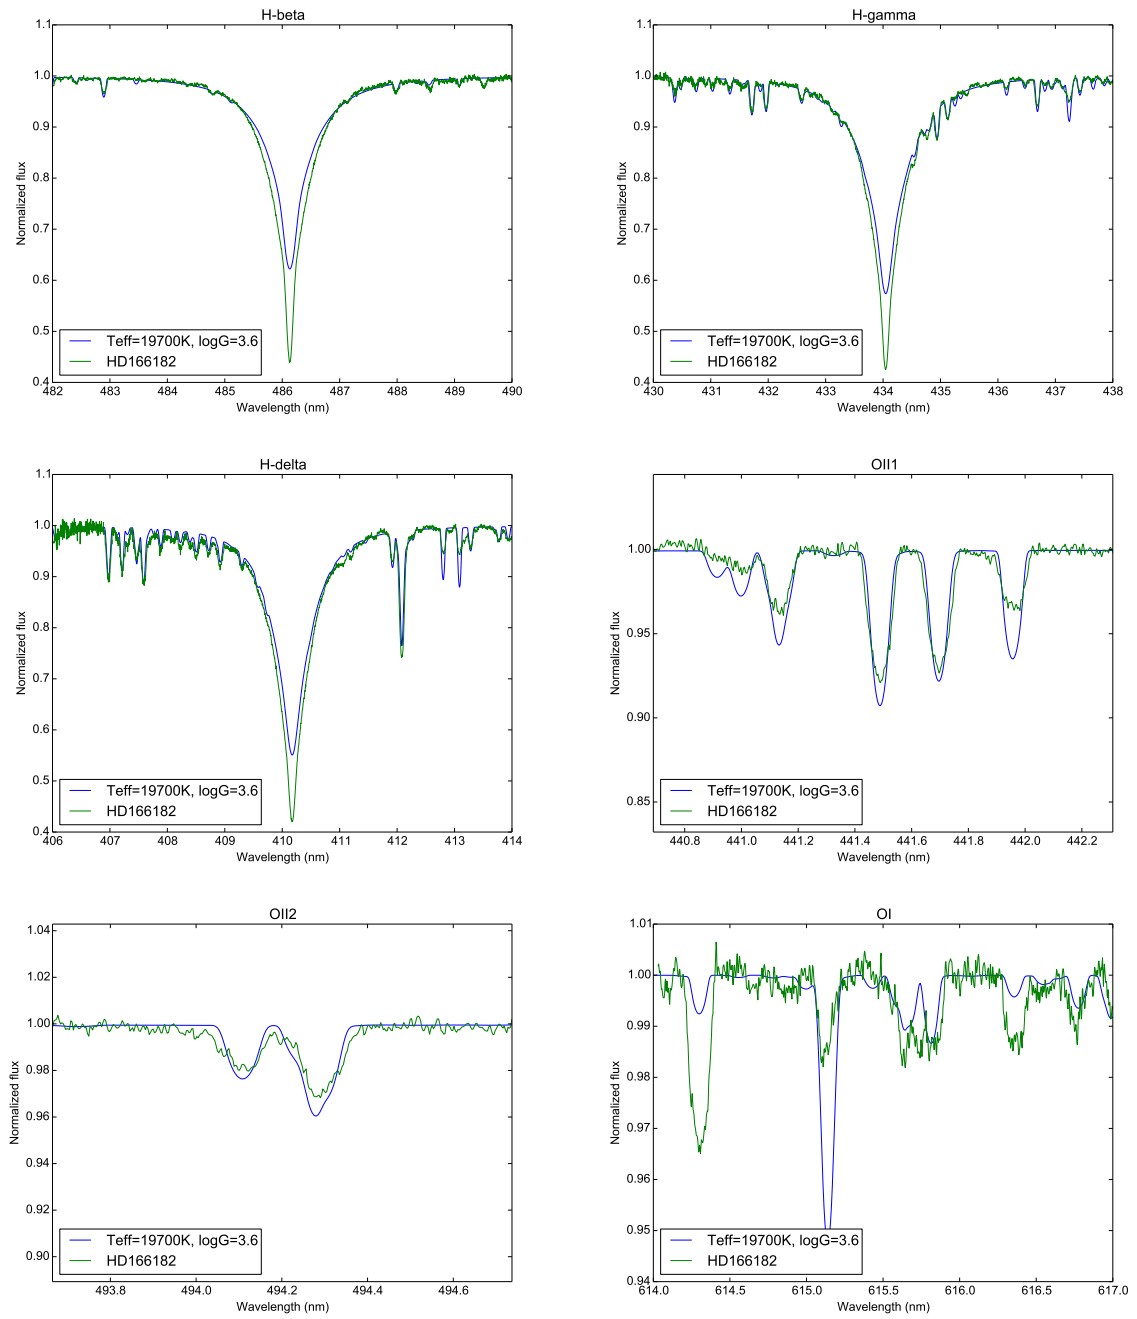 H-beta
1.1
1.0
0.9
0.8
0.7
0.6
0.5
0.4
Normalized flux
Teff=19700K, logG=3.6
HD166182
482 483 484 485 486 487 488 489 490
Wavelength (nm)
H-gamma
1.1
1.0
0.9
0.8
0.7
0.6
0.5
0.4
Normalized flux
Teff=19700K, logG=3.6
HD166182
430 431 432 433 434 435 436 437 438
Wavelength (nm)
H-delta
1.1
1.0
0.9
0.8
0.7
0.6
0.5
0.4
Normalized flux
Teff=19700K, logG=3.6
HD166182
406 407 408 409 410 411 412 413 414
Wavelength (nm)
OII1
1.00
0.95
0.90
0.85
Normalized flux
Teff=19700K, logG=3.6
HD166182
440.8 441.0 441.2 441.4 441.6 441.8 442.0 442.2
Wavelength (nm)
OII2
1.04
1.02
1.00
0.98
0.96
0.94
0.92
0.90
Normalized flux
Teff=19700K, logG=3.6
HD166182
493.8 494.0 494.2 494.4 494.6
Wavelength (nm)
OI
1.01
1.00
0.99
0.98
0.97
0.96
0.95
0.94
Normalized flux
Teff=19700K, logG=3.6
HD166182
614.0 614.5 615.0 615.5 616.0 616.5 617.0
Wavelength (nm)